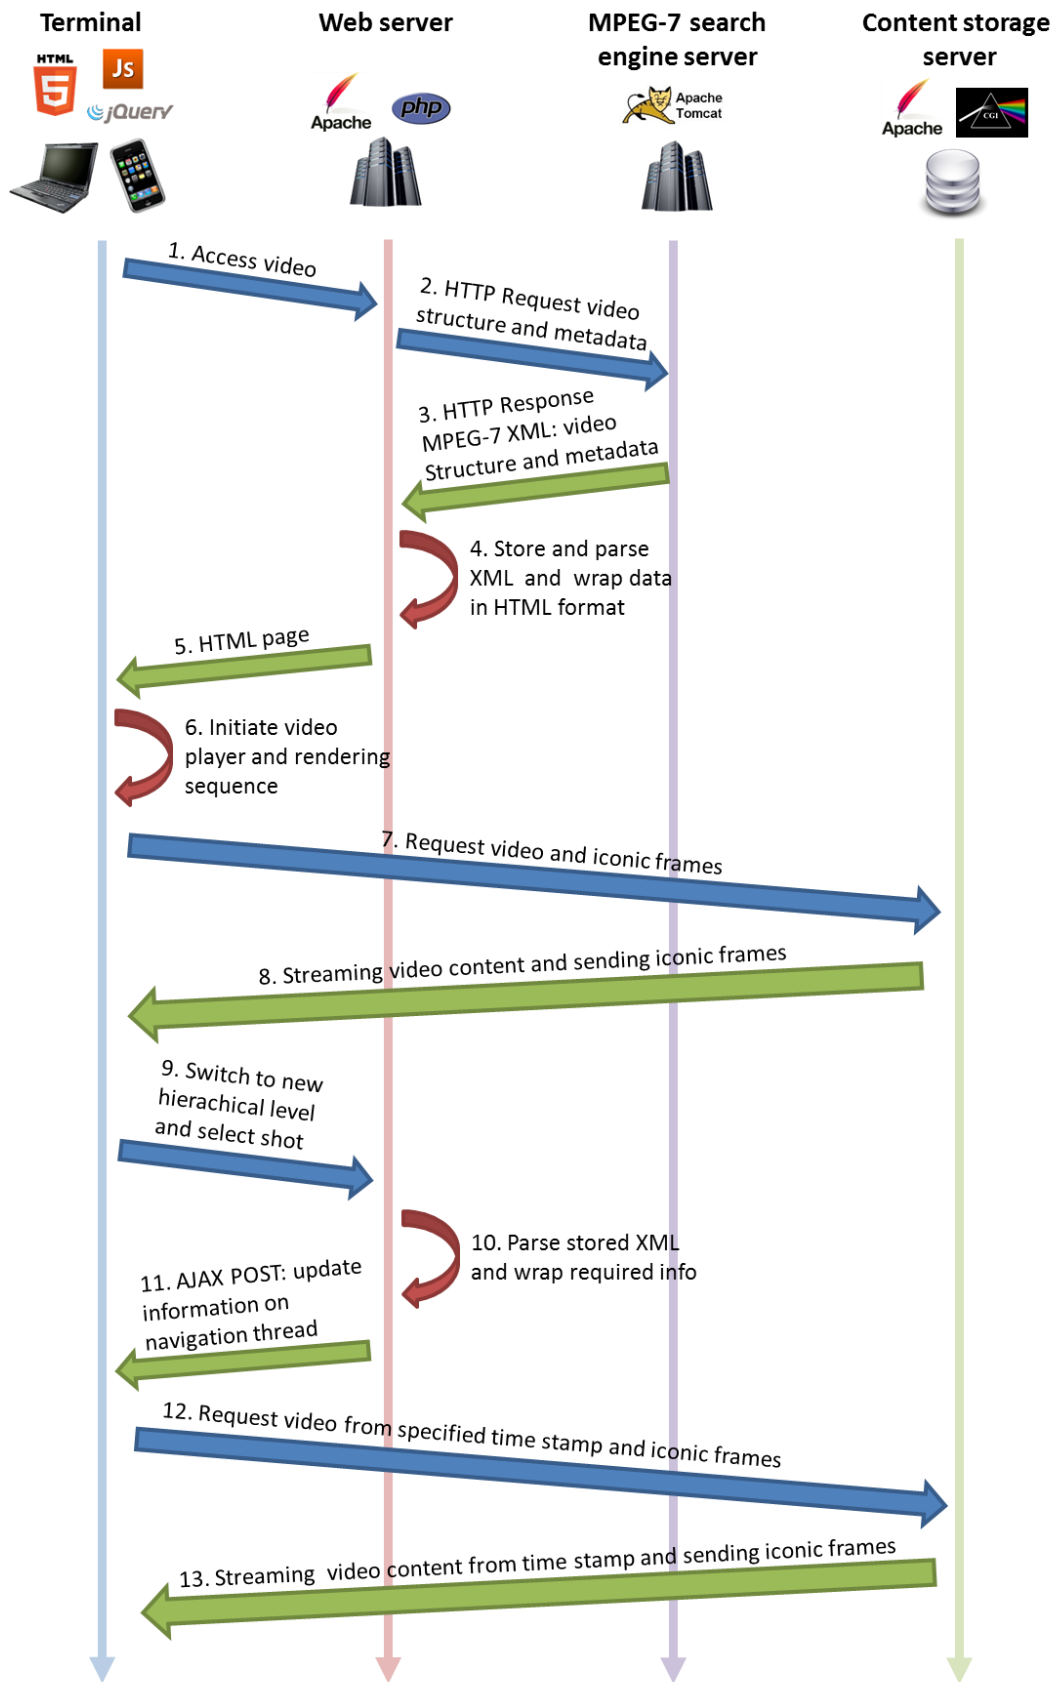 Terminal
Web server
MPEG-7 search
engine server
Content storage
server
HTML
5
Js
jQuery
Apache
php
Apache
Tomcat
Apache
CGI
1. Access video
2. HTTP Request video
structure and metadata
3. HTTP Response
MPEG-7 XML: video
Structure and metadata
4. Store and parse
XML and wrap data
in HTML format
5. HTML page
6. Initiate video
player and rendering
sequence
7. Request video and iconic frames
8. Streaming video content and sending iconic frames
9. Switch to new
hierachical level
and select shot
10. Parse stored XML
and wrap required info
11. AJAX POST: update
information on
navigation thread
12. Request video from specified time stamp and iconic frames
13. Streaming video content from time stamp and sending iconic frames